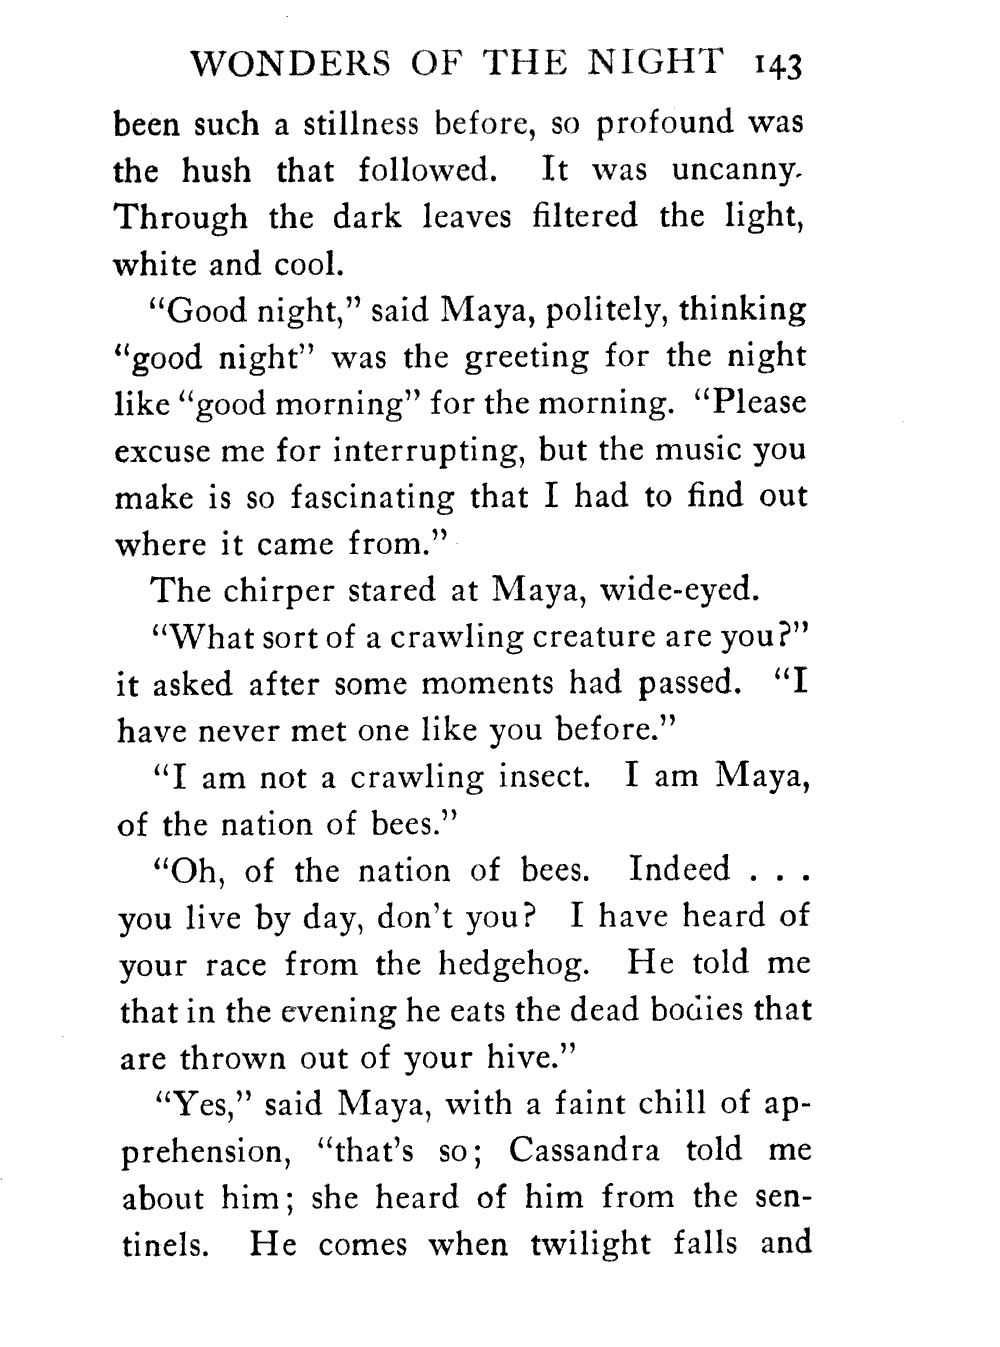 WONDERS OF THE NIGHT 143
been such a stillness before, so profound was
the hush that followed. It was uncanny.
Through the dark leaves filtered the light,
white and cool.
“Good night,” said Maya, politely, thinking
“good night” was the greeting for the night
like “good morning” for the morning. “Please
excuse me for interrupting, but the music you
make is so fascinating that I had to find out
where it came from.”
The chirper stared at Maya, wide-eyed.
“What sort of a crawling creature are you?”
it asked after some moments had passed. “I
have never met one like you before.”
“I am not a crawling insect. I am Maya,
of the nation of bees.”
“Oh, of the nation of bees. Indeed . . .
you live by day, don’t you? I have heard of
your race from the hedgehog. He told me
that in the evening he eats the dead bodies that
are thrown out of your hive.”
“Yes,” said Maya, with a faint chill of ap-
prehension, “that’s so; Cassandra told me
about him; she heard of him from the sen-
tinels. He comes when twilight falls and